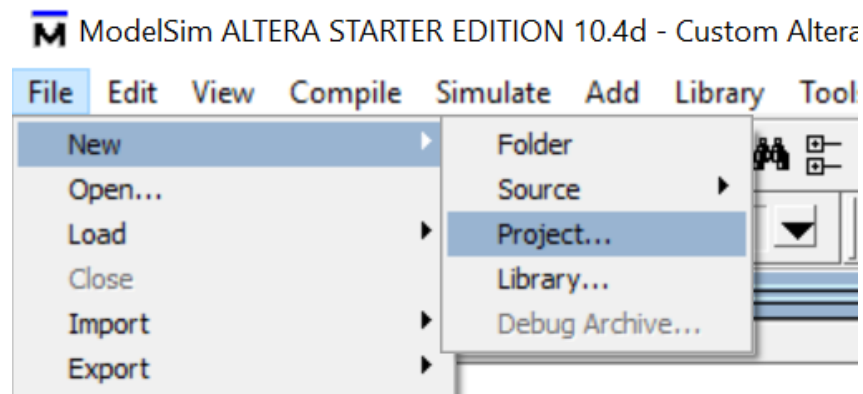 ModelSim ALTERA STARTER EDITION 10.4d - Custom Altera
File Edit View Compile Simulate Add Library Tools
New
Folder
Open...
Source
Load
Project...
Close
Library...
Import
Debug Archive...
Export